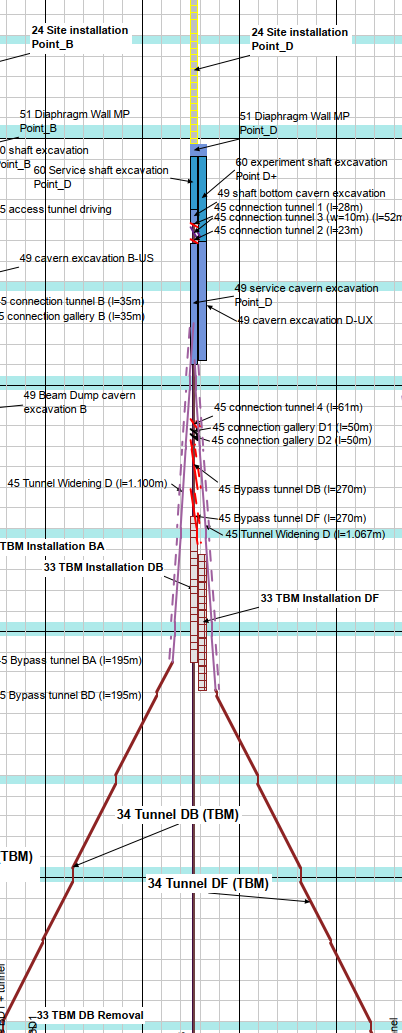 24 Site installation
Point_B
24 Site installation
Point_D
51 Diaphragm Wall MP
Point_B
51 Diaphragm Wall MP
Point_D
0 shaft excavation
oint_B
60 Service shaft excavation
Point_D
60 experiment shaft excavation
Point D+
49 shaft bottom cavern excavation
5 access tunnel driving
45 connection tunnel 1 (l=28m)
45 connection tunnel 3 (w=10m) (l=52m
45 connection tunnel 2 (l=23m)
49 cavern excavation B-US
49 service cavern excavation
Point_D
5 connection tunnel B (l=35m)
5 connection gallery B (l=35m)
49 cavern excavation D-UX
49 Beam Dump cavern
excavation B
45 connection tunnel 4 (l=61m)
45 connection gallery D1 (l=50m)
45 connection gallery D2 (l=50m)
45 Tunnel Widening D (l=1.100m)
45 Bypass tunnel DB (l=270m)
45 Bypass tunnel DF (l=270m)
45 Tunnel Widening D (l=1.067m)
TBM Installation BA
33 TBM Installation DB
33 TBM Installation DF
5 Bypass tunnel BA (l=195m)
5 Bypass tunnel BD (l=195m)
34 Tunnel DB (TBM)
TBM)
34 Tunnel DF (TBM)
+ tunnel
D1
33 TBM DB Removal
nel